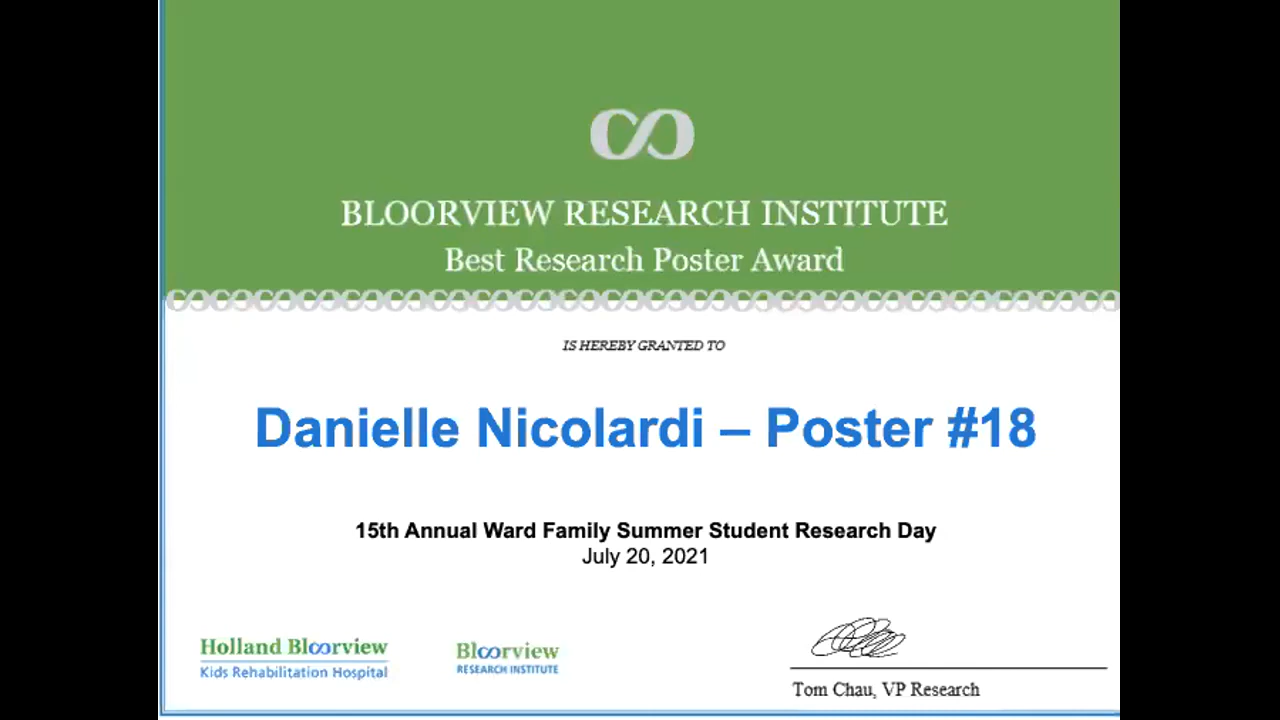 BLOORVIEW RESEARCH INSTITUTE
Best Research Poster Award
IS HEREBY GRANTED TO
Danielle Nicolardi – Poster #18
15th Annual Ward Family Summer Student Research Day
July 20, 2021
Holland Bloorview
Kids Rehabilitation Hospital
Bloorview
RESEARCH INSTITUTE
Tom Chau, VP Research